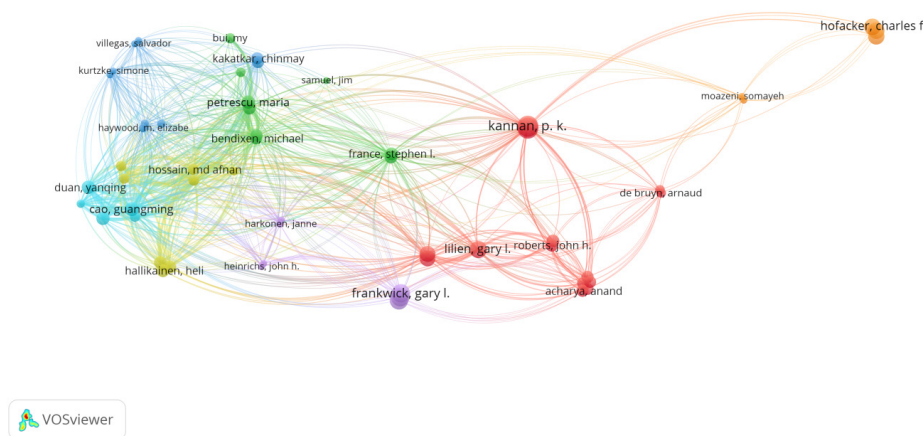 hofacker, charles f
bui, my
villegas, salvador
kakatkar, chinmay
kurtzke, simone
samuel, jim
moazeni, somayeh
petrescu, maria
haywood, m. elizabe
kannan, p. k.
bendixen, michael
france, stephen l.
hossain, md afnan
duan, yanqing
de bruyn, arnaud
cao, guangming
harkonen, janne
lilien, gary l.
roberts, john h.
heinrichs, john h.
hallikainen, heli
frankwick, gary l.
acharya, anand
VOSviewer